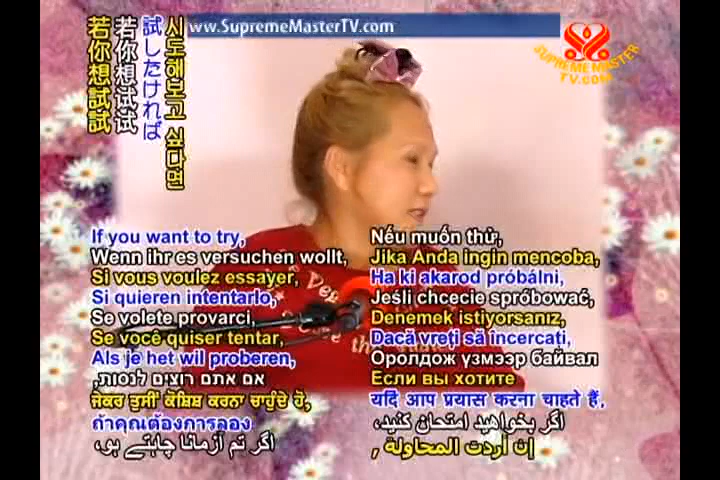 www.SupremeMasterTV.com
SUPREME MASTER
TV.COM
若你想試試
若你想试试
試したければ
시도해보고 싶다면
If you want to try,
Wenn ihr es versuchen wollt,
Si vous voulez essayer,
Si quieren intentarlo,
Se volete provarci,
Se você quiser tentar,
Als je het wil proberen,
אם אתם רוצים לנסות,
ਜੇਕਰ ਤੁਸੀਂ ਕੋਸ਼ਿਸ਼ ਕਰਨਾ ਚਾਹੁੰਦੇ ਹੋ,
ถ้าคุณต้องการลอง
اگر تم آزمانا چاہتے ہو،
Nếu muốn thử,
Jika Anda ingin mencoba,
Ha ki akarod próbálni,
Jeśli chcecie spróbować,
Denemek istiyorsanız,
Dacă vreţi să încercaţi,
Оролдож үзмээр байвал
Если вы хотите
यदि आप प्रयास करना चाहते हैं,
اگر بخواهید امتحان کنید،
إن أردت المحاولة ,